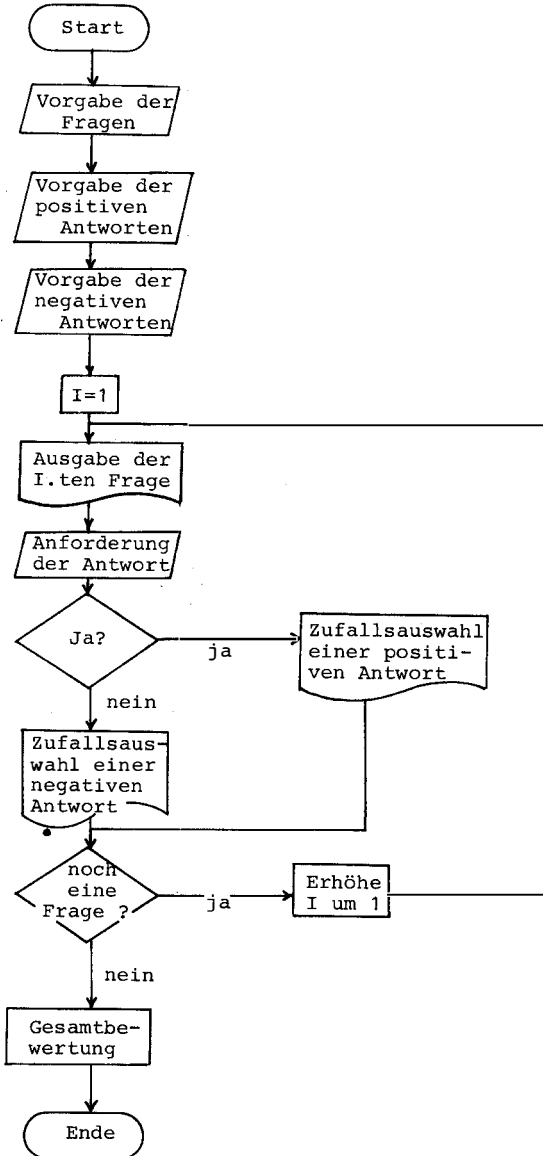 Start
Vorgabe der
Fragen
Vorgabe der
positiven
Antworten
Vorgabe der
negativen
Antworten
I=1
Ausgabe der
I.ten Frage
Anforderung
der Antwort
Ja?
ja
Zufallsauswahl
einer positi-
ven Antwort
nein
Zufallsaus-
wahl einer
negativen
Antwort
noch
eine
Frage ?
ja
Erhöhe
I um 1
nein
Gesamtbe-
wertung
Ende